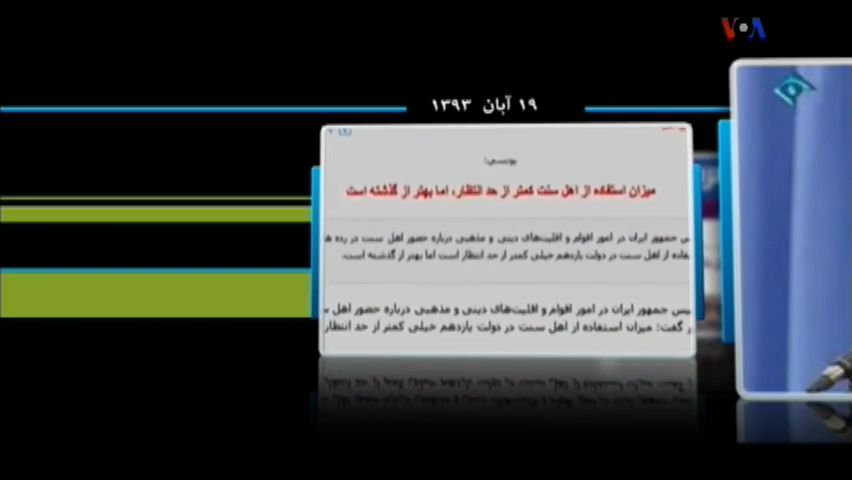 VOA
۱۹ آبان ۱۳۹۳
یونسی:
میزان استفاده از اهل سنت کمتر از حد انتظار، اما بهتر از گذشته است
یس جمهور ایران در امور اقوام و اقلیت‌های دینی و مذهبی درباره حضور اهل سنت در رده ها
فاده از اهل سنت در دولت یازدهم خیلی کمتر از حد انتظار است اما بهتر از گذشته است.
یس جمهور ایران در امور اقوام و اقلیت‌های دینی و مذهبی درباره حضور اهل س
ر گفت: میزان استفاده از اهل سنت در دولت یازدهم خیلی کمتر از حد انتظار